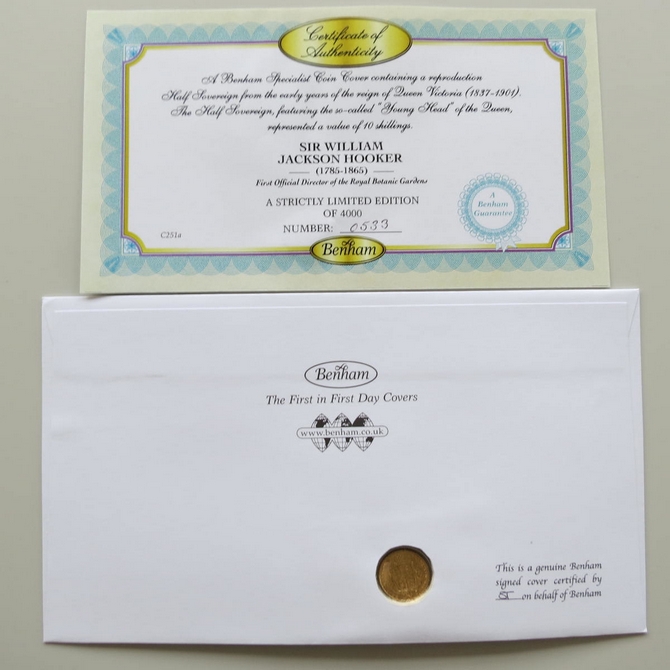 Certificate of
Authenticity
A Benham Specialist Coin Cover containing a reproduction
Half Sovereign from the early years of the reign of Queen Victoria (1837-1901).
The Half Sovereign, featuring the so-called "Young Head" of the Queen,
represented a value of 10 shillings.
SIR WILLIAM
JACKSON HOOKER
(1785-1865)
First Official Director of the Royal Botanic Gardens
A STRICTLY LIMITED EDITION
OF 4000
NUMBER: 0533
C251a
A
Benham
Guarantee
Benham
Benham
The First in First Day Covers
www.benham.co.uk
This is a genuine Benham
signed cover certified by
ST on behalf of Benham